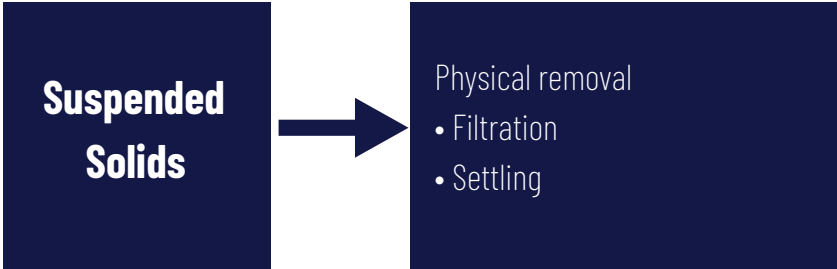 Suspended
Solids
Physical removal
• Filtration
• Settling